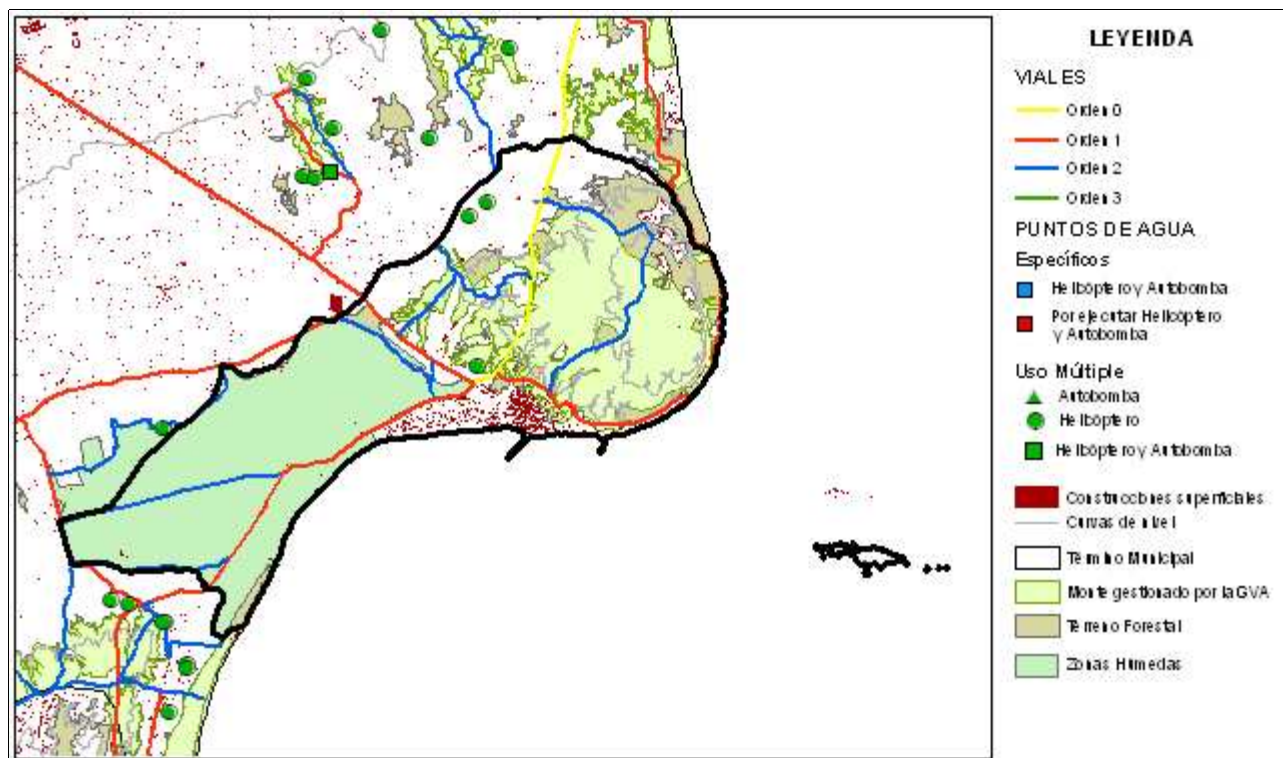 LEYENDA
VIALES
Orden 0
Orden 1
Orden 2
Orden 3
PUNTOS DE AGUA
Específicos
Helicóptero y Autobomba
Por ejecutar Helicóptero
y Autobomba
Uso Múltiple
Autobomba
Helicóptero
Helicóptero y Autobomba
Construcciones superficiales
Curvas de nivel
Término Municipal
Monte gestionado por la GVA
Terreno Forestal
Zonas Húmedas